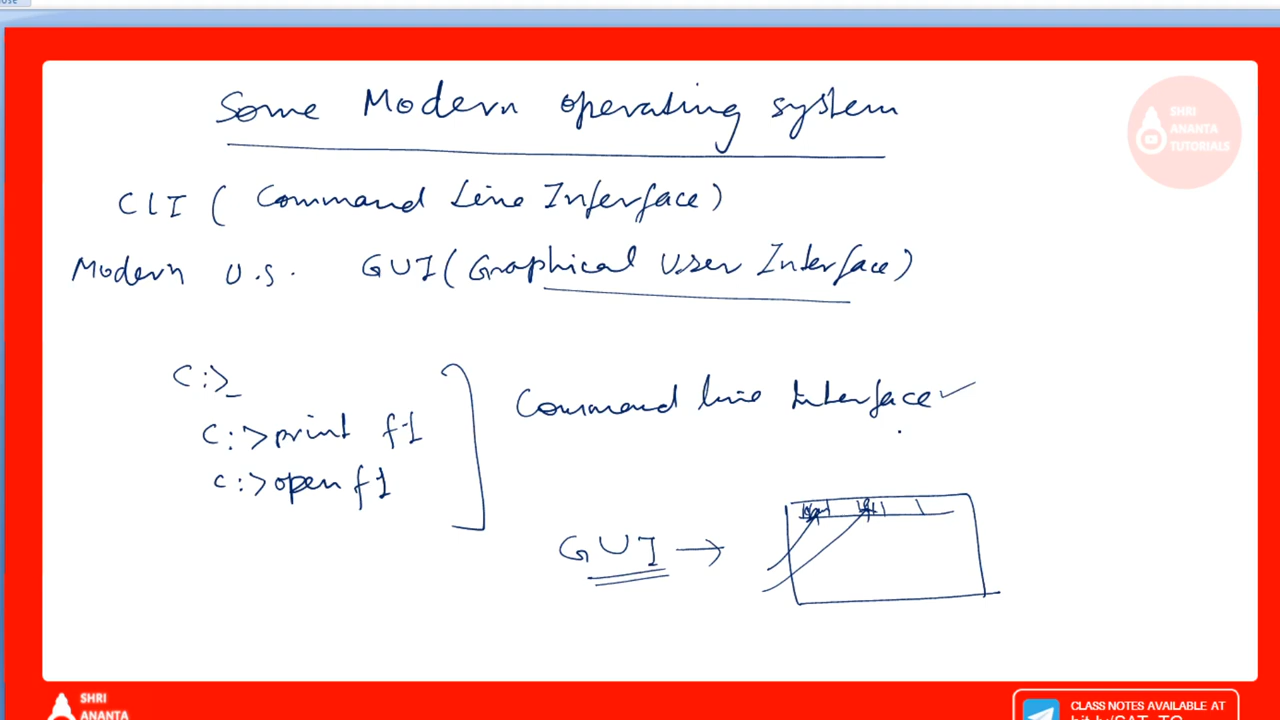 Some Modern operating system
SHRI
ANANTA
TUTORIALS
CLI ( Command Line Interface )
Modern O.S. GUI ( Graphical User Interface )
C:>_
C:>print f1
C:>open f1
Command line Interface ✓
GUI →
SHRI
ANANTA
CLASS NOTES AVAILABLE AT